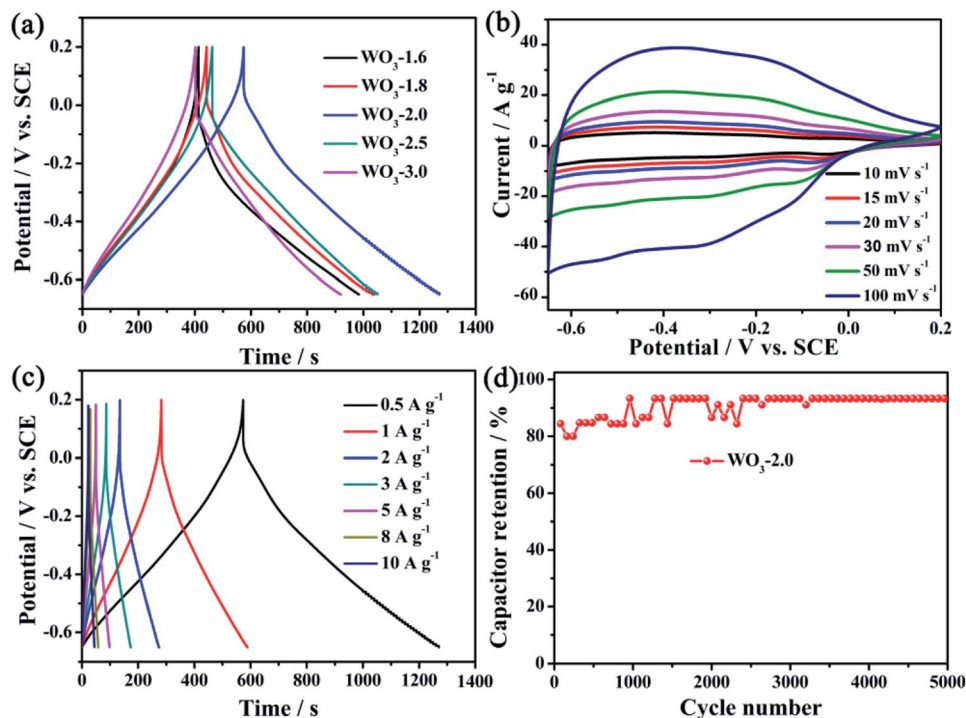 (a)
Potential / V vs. SCE
0.2
0.0
-0.2
-0.4
-0.6
0 200 400 600 800 1000 1200 1400
Time / s
WO₃-1.6
WO₃-1.8
WO₃-2.0
WO₃-2.5
WO₃-3.0
(b)
Current / A g⁻¹
40
20
0
-20
-40
-60
-0.6 -0.4 -0.2 0.0 0.2
Potential / V vs. SCE
10 mV s⁻¹
15 mV s⁻¹
20 mV s⁻¹
30 mV s⁻¹
50 mV s⁻¹
100 mV s⁻¹
(c)
Potential / V vs. SCE
0.2
0.0
-0.2
-0.4
-0.6
0 200 400 600 800 1000 1200 1400
Time / s
0.5 A g⁻¹
1 A g⁻¹
2 A g⁻¹
3 A g⁻¹
5 A g⁻¹
8 A g⁻¹
10 A g⁻¹
(d)
Capacitor retention / %
100
80
60
40
20
0
0 1000 2000 3000 4000 5000
Cycle number
WO₃-2.0